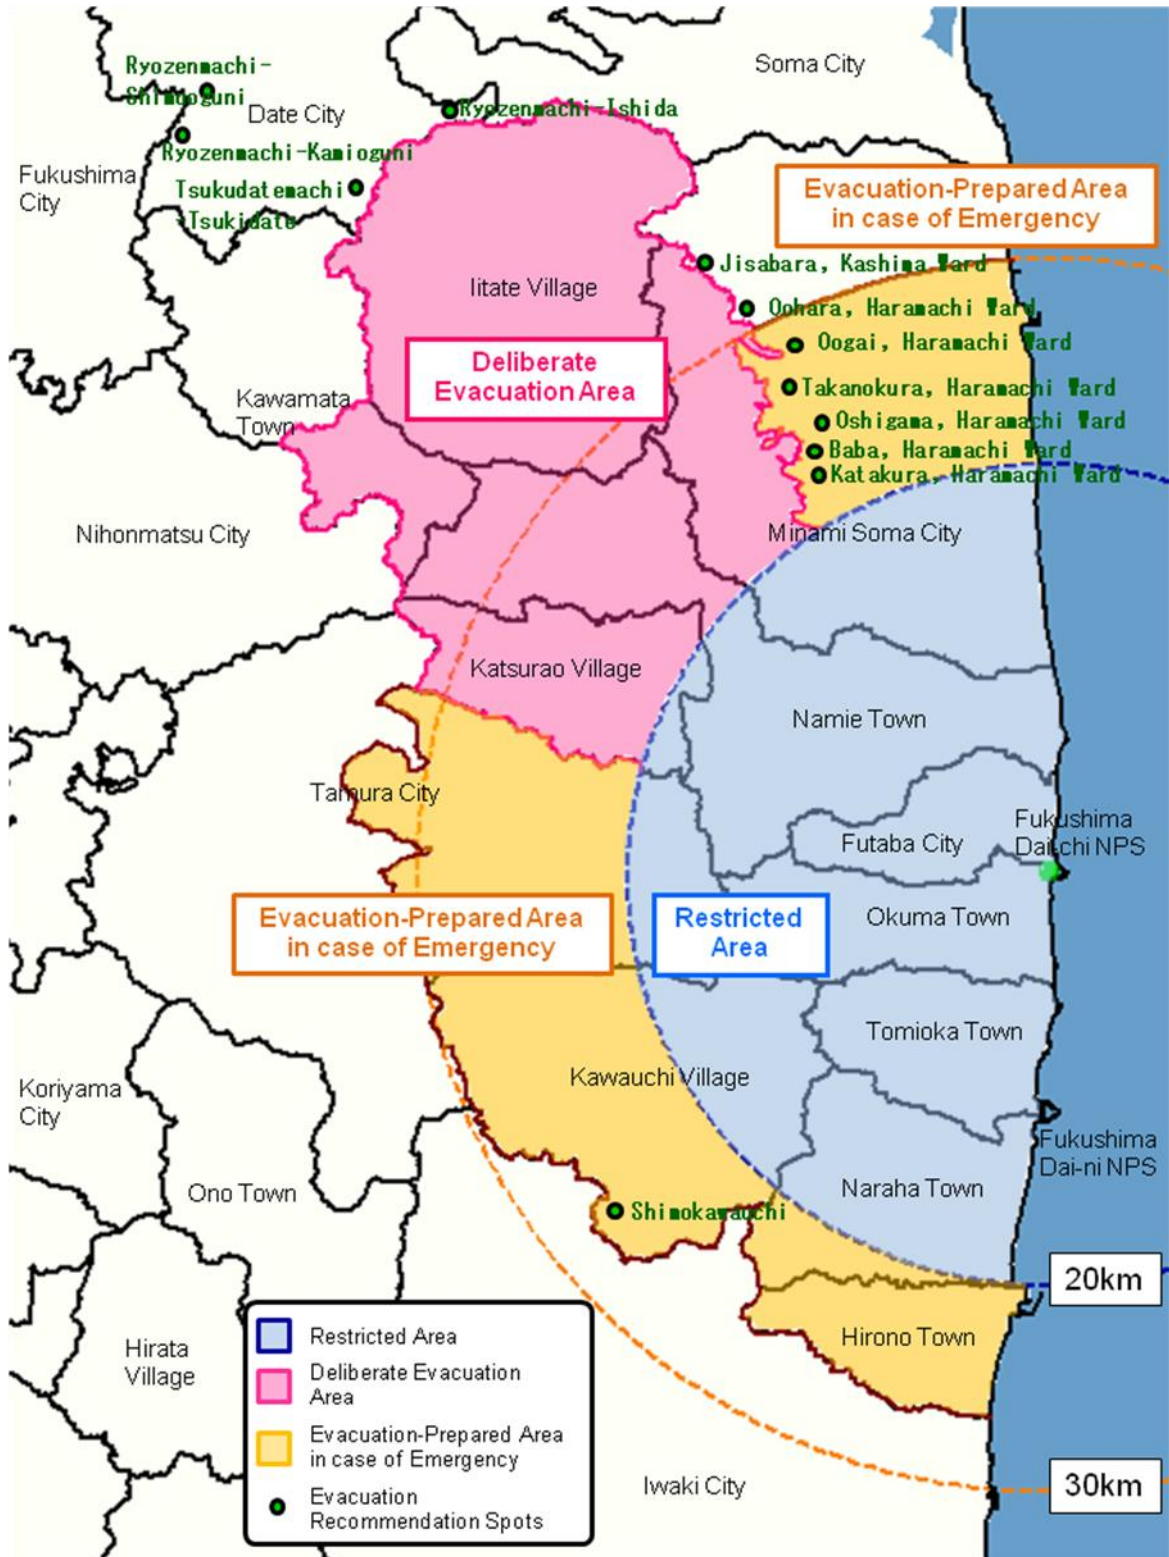 Soma City
Ryozenmachi-
Shimooguni
Date City
Ryozenmachi-Ishida
Ryozenmachi-Kamioguni
Fukushima
City
Tsukudatemachi
-Tsukidate
Evacuation-Prepared Area
in case of Emergency
Jisabara, Kashima Ward
Iitate Village
Oohara, Haramachi Ward
Oogai, Haramachi Ward
Deliberate
Evacuation Area
Takanokura, Haramachi Ward
Kawamata
Town
Oshigama, Haramachi Ward
Baba, Haramachi Ward
Katakura, Haramachi Ward
Nihonmatsu City
Minami Soma City
Katsurao Village
Namie Town
Tamura City
Fukushima
Dai-ichi NPS
Futaba City
Evacuation-Prepared Area
in case of Emergency
Restricted
Area
Okuma Town
Tomioka Town
Kawauchi Village
Koriyama
City
Fukushima
Dai-ni NPS
Ono Town
Naraha Town
Shimokawauchi
20km
Hirono Town
Hirata
Village
Restricted Area
Deliberate Evacuation
Area
Evacuation-Prepared Area
in case of Emergency
Evacuation
Recommendation Spots
Iwaki City
30km